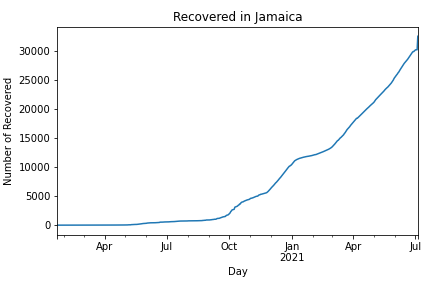 Recovered in Jamaica
30000
25000
20000
15000
10000
5000
0
Number of Recovered
Apr
Jul
Oct
Jan
2021
Apr
Jul
Day